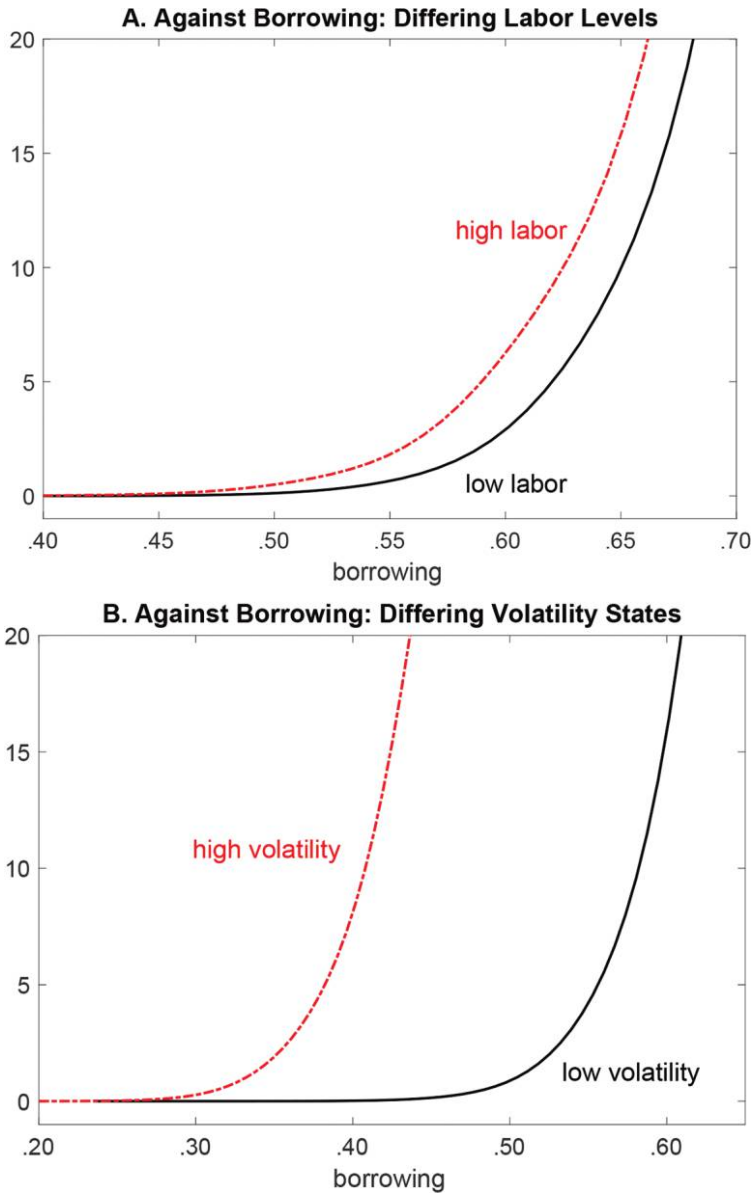 A. Against Borrowing: Differing Labor Levels
20
15
10
5
0
high labor
low labor
.40 .45 .50 .55 .60 .65 .70
borrowing
B. Against Borrowing: Differing Volatility States
20
15
10
5
0
high volatility
low volatility
.20 .30 .40 .50 .60
borrowing